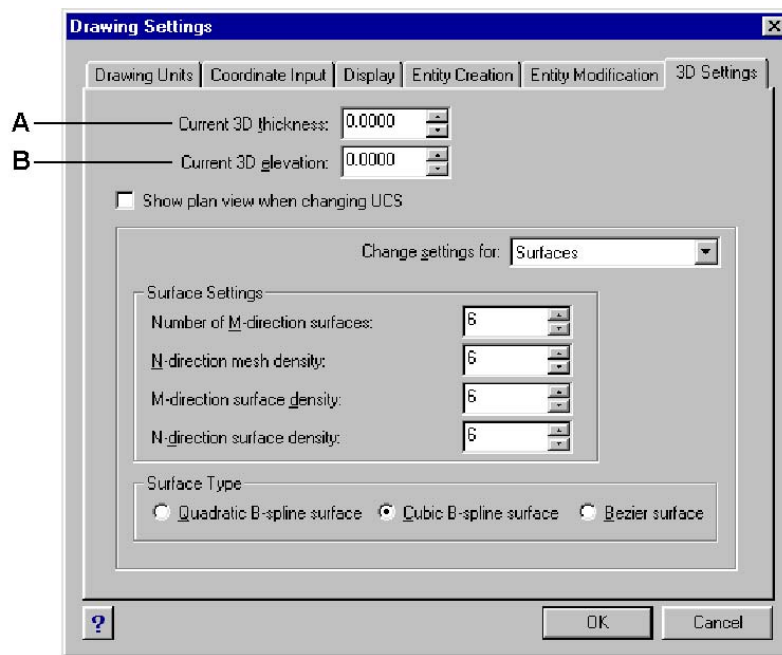 Drawing Settings
Drawing Units Coordinate Input Display Entity Creation Entity Modification 3D Settings
A Current 3D thickness: 0.0000
B Current 3D elevation: 0.0000
Show plan view when changing UCS
Change settings for: Surfaces
Surface Settings
Number of M-direction surfaces: 6
N-direction mesh density: 6
M-direction surface density: 6
N-direction surface density: 6
Surface Type
Quadratic B-spline surface Cubic B-spline surface Bezier surface
? OK Cancel